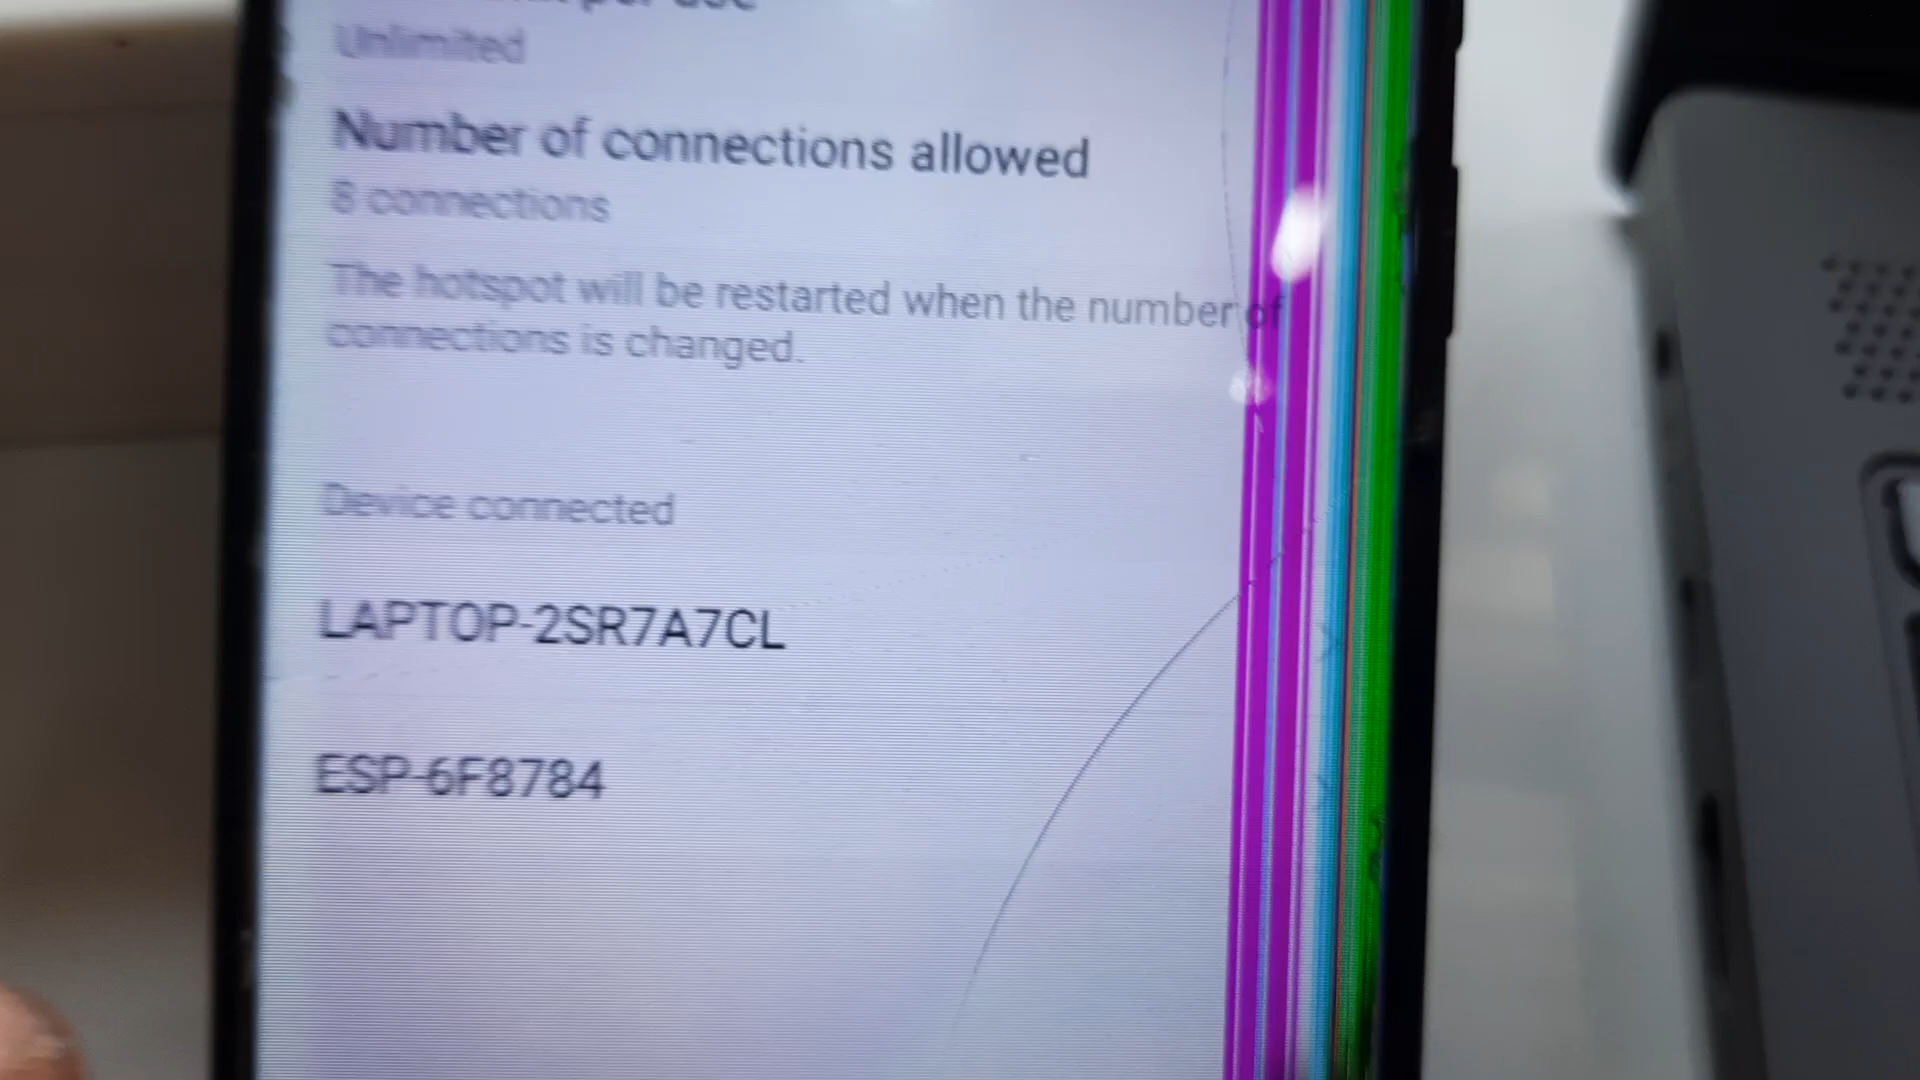 Unlimited
Number of connections allowed
8 connections
The hotspot will be restarted when the number of
connections is changed.
Device connected
LAPTOP-2SR7A7CL
ESP-6F8784